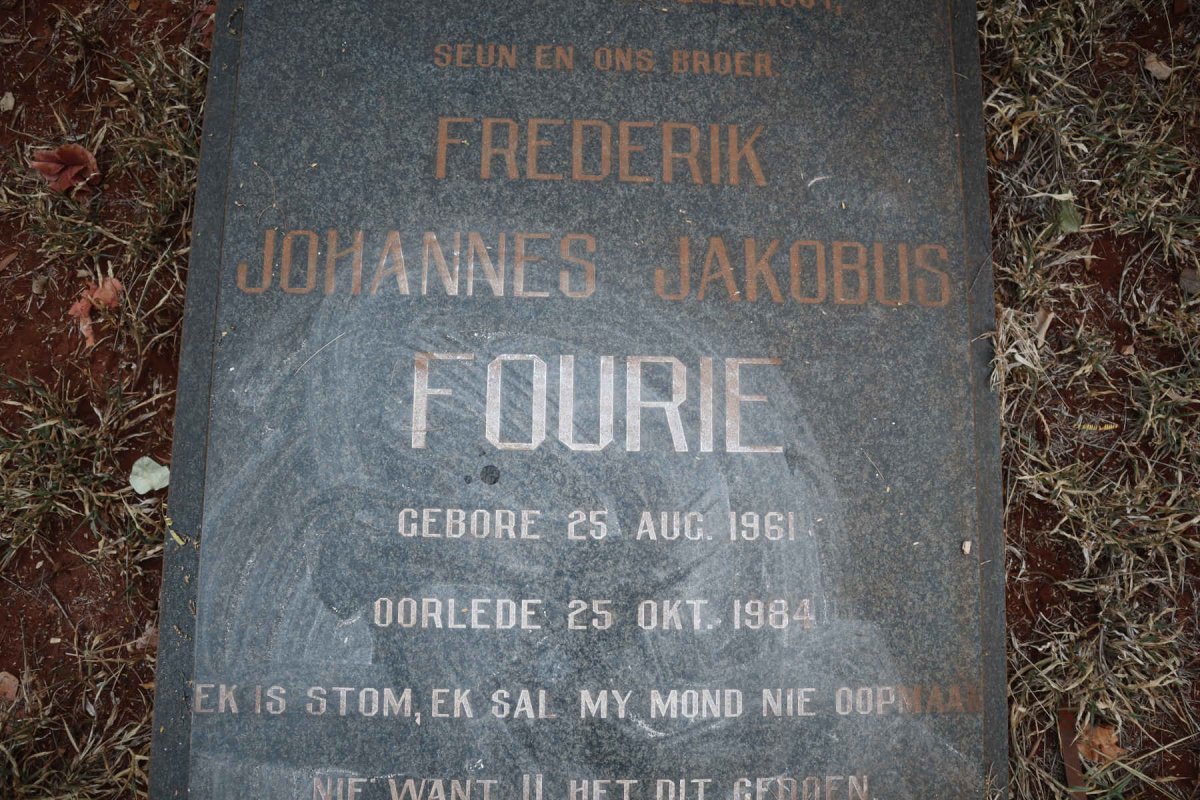 SEUN EN ONS BROER.
FREDERIK
JOHANNES JAKOBUS
FOURIE
GEBORE 25 AUG. 1961
OORLEDE 25 OKT. 1984
EK IS STOM, EK SAL MY MOND NIE OOPMAAK
NIE WANT U HET DIT GEDOEN.